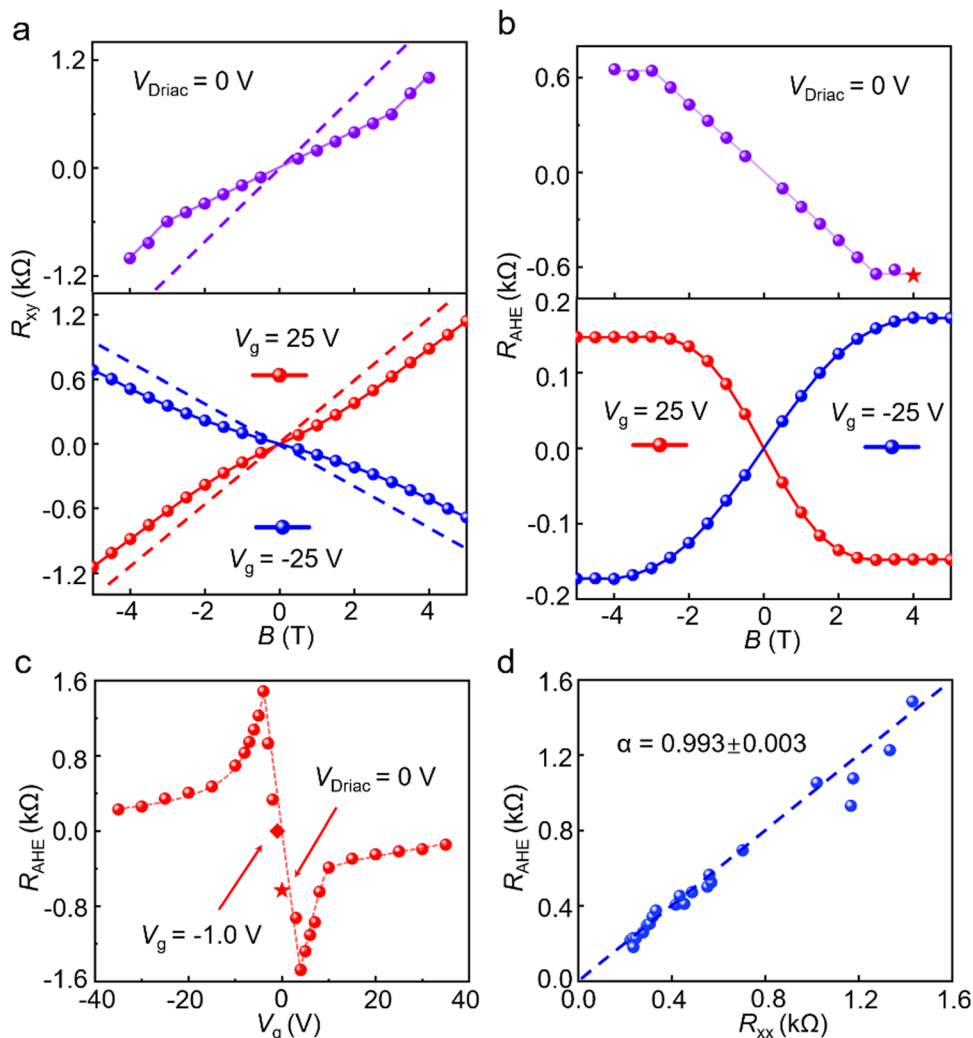 a
1.2
0.0
-1.2
V_Driac = 0 V
R_xy (kΩ)
1.2
0.6
0.0
-0.6
-1.2
V_g = 25 V
V_g = -25 V
-4 -2 0 2 4
B (T)
b
0.6
0.0
-0.6
V_Driac = 0 V
R_AHE (kΩ)
0.2
0.1
0.0
-0.1
-0.2
V_g = 25 V
V_g = -25 V
-4 -2 0 2 4
B (T)
c
1.6
0.8
0.0
-0.8
-1.6
R_AHE (kΩ)
V_Driac = 0 V
V_g = -1.0 V
-40 -20 0 20 40
V_g (V)
d
1.6
1.2
0.8
0.4
0.0
R_AHE (kΩ)
α = 0.993±0.003
0.0 0.4 0.8 1.2 1.6
R_xx (kΩ)